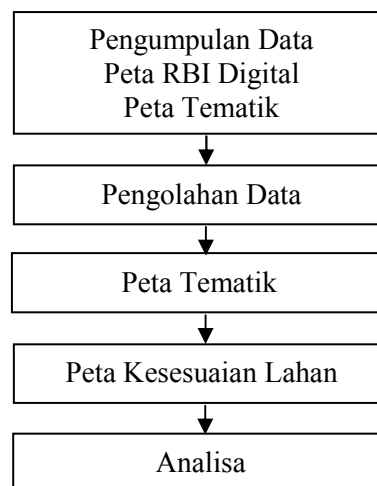 Pengumpulan Data
Peta RBI Digital
Peta Tematik
Pengolahan Data
Peta Tematik
Peta Kesesuaian Lahan
Analisa